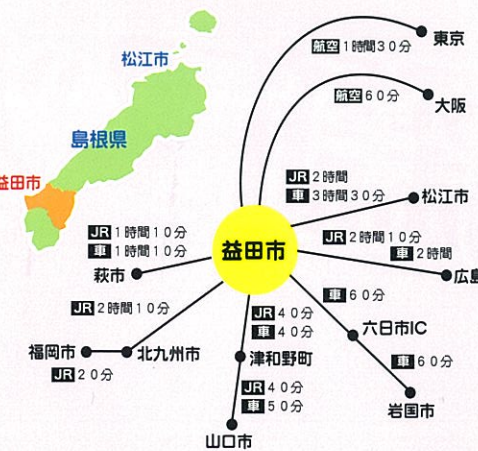 東京
航空 1時間30分
松江市
航空 60分
大阪
島根県
益田市
JR 2時間
車 3時間30分
松江市
JR 1時間10分
車 1時間10分
益田市
JR 2時間10分
車 2時間
萩市
広島
車 60分
JR 2時間10分
JR 40分
車 40分
六日市IC
福岡市
北九州市
津和野町
車 60分
JR 20分
JR 40分
車 50分
岩国市
山口市